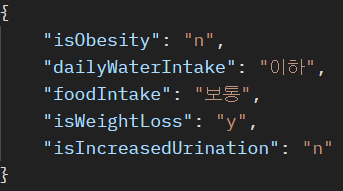 {
"isObesity": "n",
"dailyWaterIntake": "이하",
"foodIntake": "보통",
"isWeightLoss": "y",
"isIncreasedUrination": "n"
}